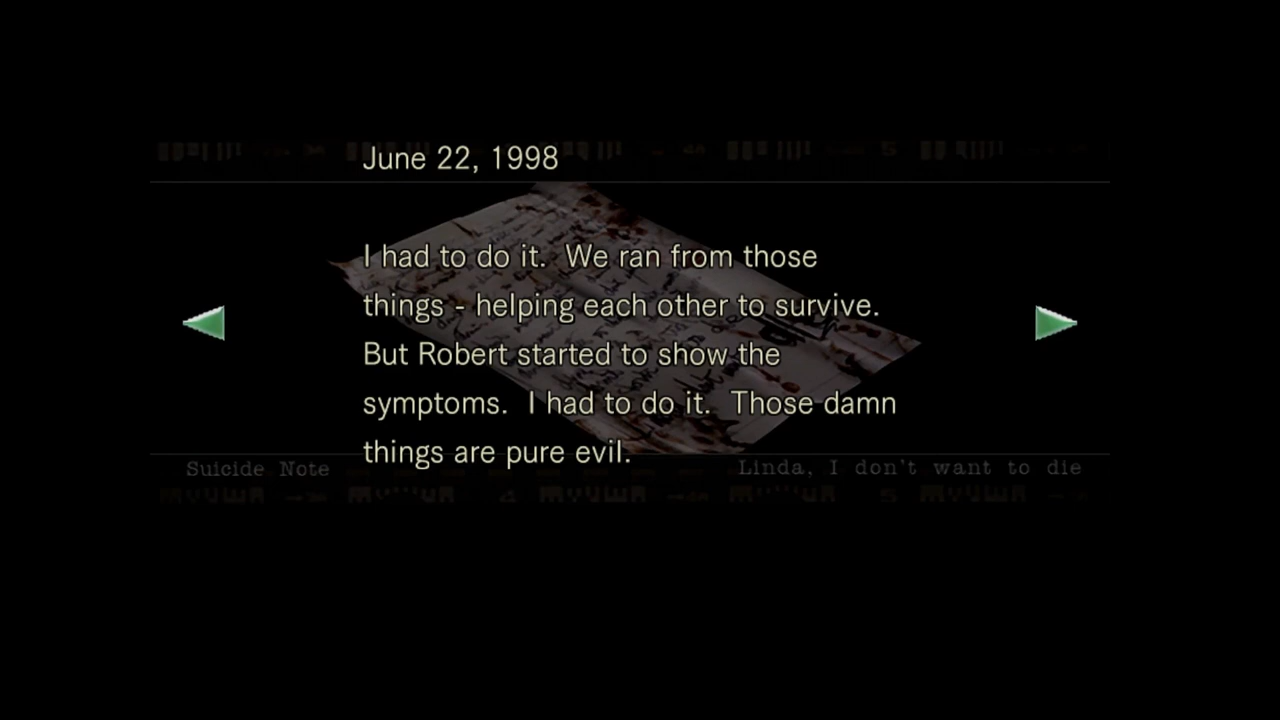 June 22, 1998
I had to do it. We ran from those
things - helping each other to survive.
But Robert started to show the
symptoms. I had to do it. Those damn
things are pure evil.
Suicide Note
Linda, I don't want to die